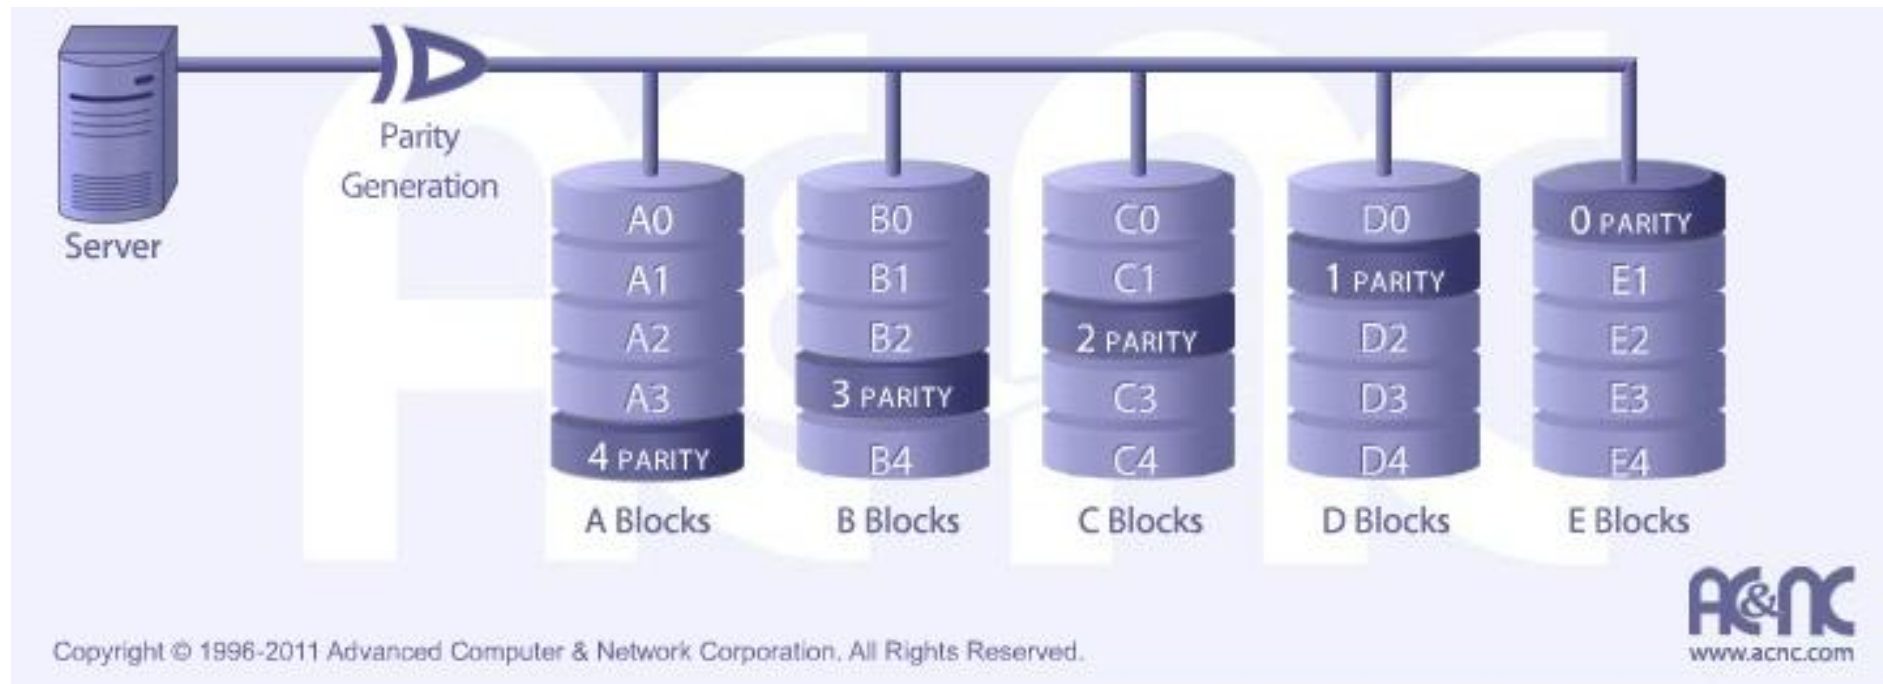 Parity
Generation
Server
A0 B0 C0 D0 0 PARITY
A1 B1 C1 1 PARITY E1
A2 B2 2 PARITY D2 E2
A3 3 PARITY C3 D3 E3
4 PARITY B4 C4 D4 E4
A Blocks B Blocks C Blocks D Blocks E Blocks
AC&NC
www.acnc.com
Copyright © 1996-2011 Advanced Computer & Network Corporation. All Rights Reserved.